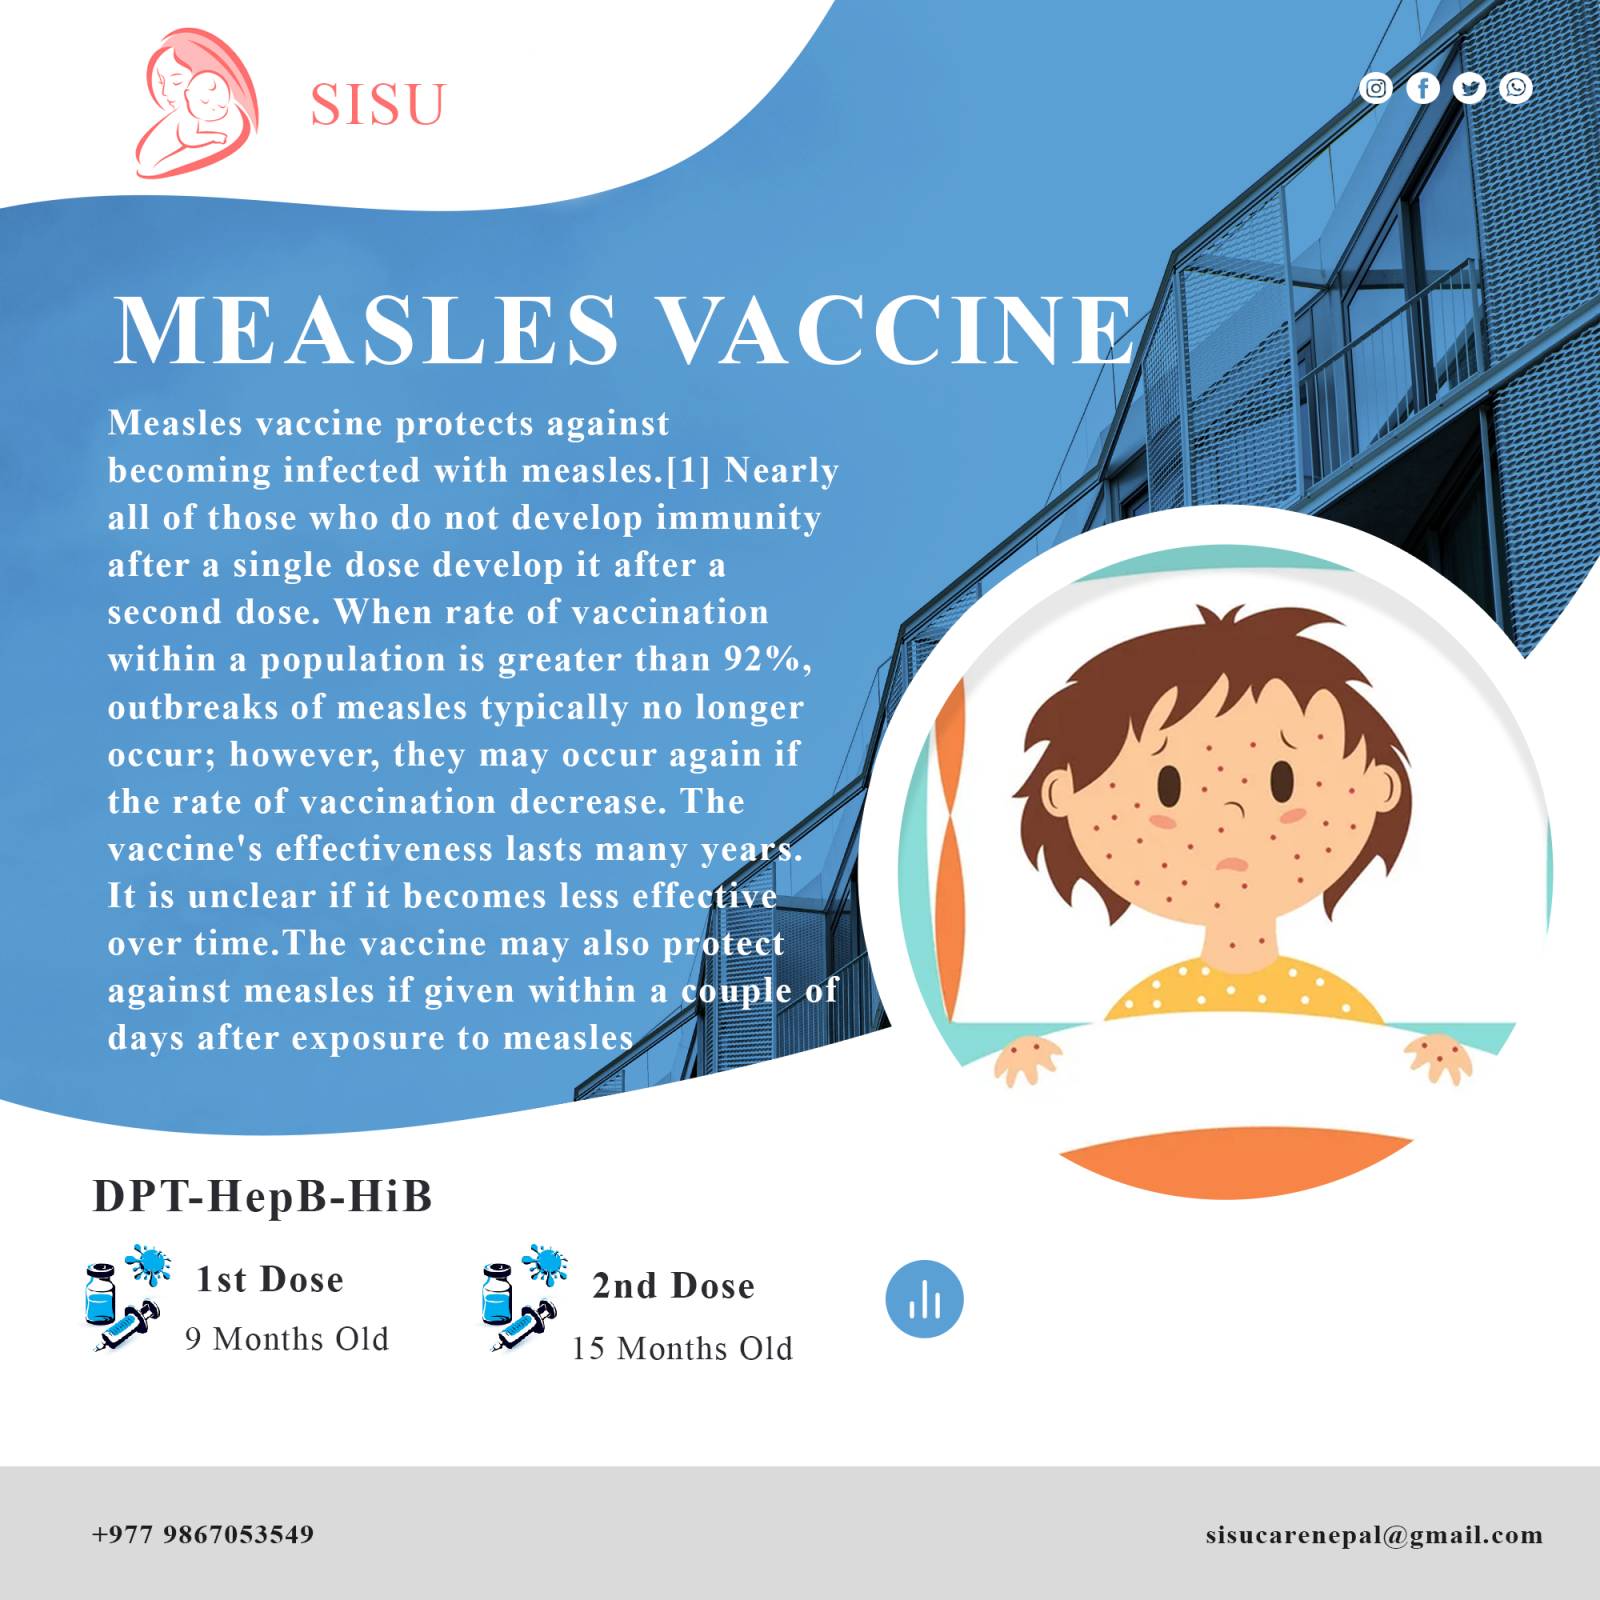 SISU
MEASLES VACCINE
Measles vaccine protects against
becoming infected with measles.[1] Nearly
all of those who do not develop immunity
after a single dose develop it after a
second dose. When rate of vaccination
within a population is greater than 92%,
outbreaks of measles typically no longer
occur; however, they may occur again if
the rate of vaccination decrease. The
vaccine's effectiveness lasts many years.
It is unclear if it becomes less effective
over time.The vaccine may also protect
against measles if given within a couple of
days after exposure to measles
DPT-HepB-HiB
1st Dose
9 Months Old
2nd Dose
15 Months Old
+977 9867053549
sisucarenepal@gmail.com